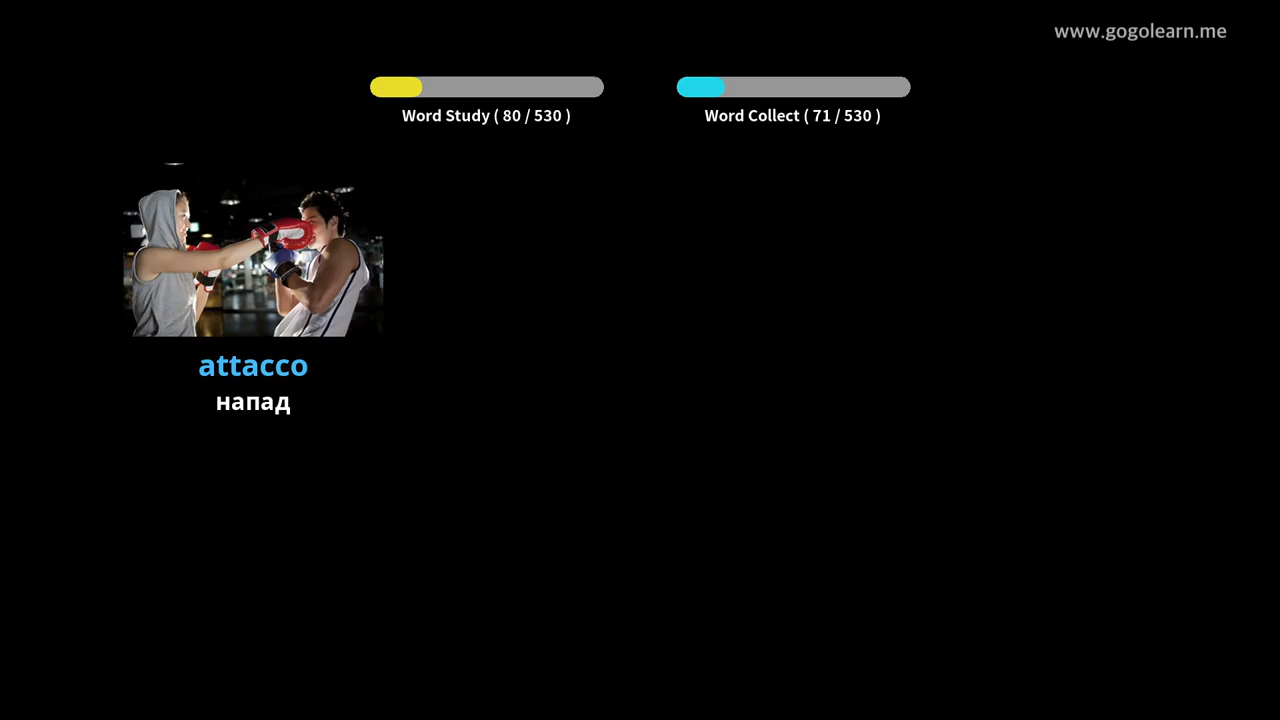 www.gogolearn.me
Word Study ( 80 / 530 )
Word Collect ( 71 / 530 )
attacco
напад